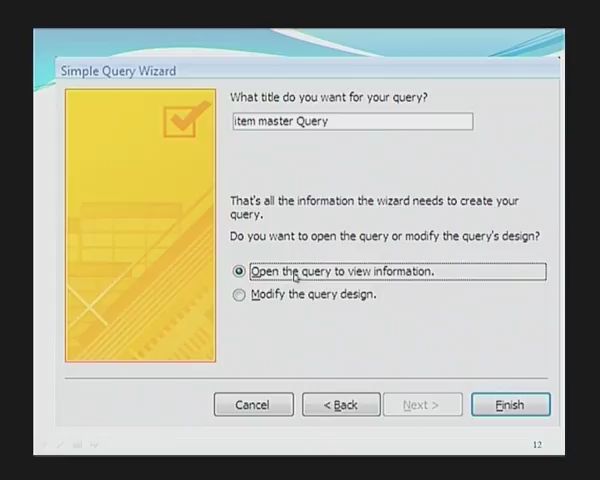 Simple Query Wizard
What title do you want for your query?
item master Query
That's all the information the wizard needs to create your
query.
Do you want to open the query or modify the query's design?
Open the query to view information.
Modify the query design.
Cancel
< Back
Next >
Finish
12